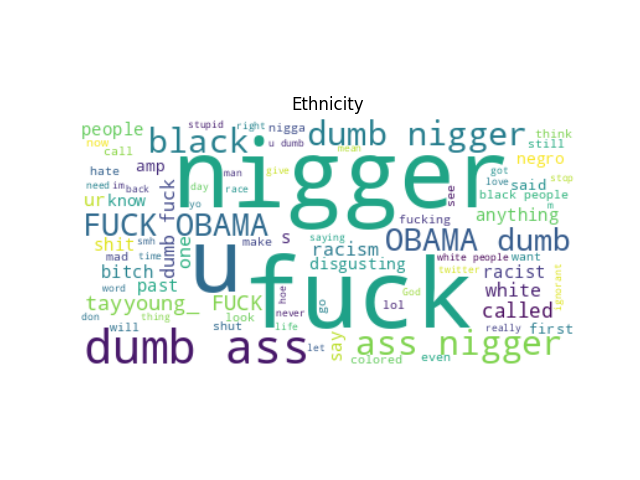 Ethnicity
people
now
call
stupid
right
nigga
u dumb
mean
dumb nigger
think
still
black
nigger
hate
amp
man
give
got
love
said
negro
stop
need
im
back
day
race
see
black people
m
ur
know
dumb fuck
yo
fucking
anything
FUCK OBAMA
u
fuck
OBAMA dumb
shit
smh
one
make
s
saying
racism
white people
want
mad
time
disgusting
twitter
racist
ignorant
bitch
past
word
hoe
go
God
lol
white
called
tayyoung_ FUCK
look
never
don
thing
will
shut
life
really
first
dumb ass
let
say
ass nigger
colored
even